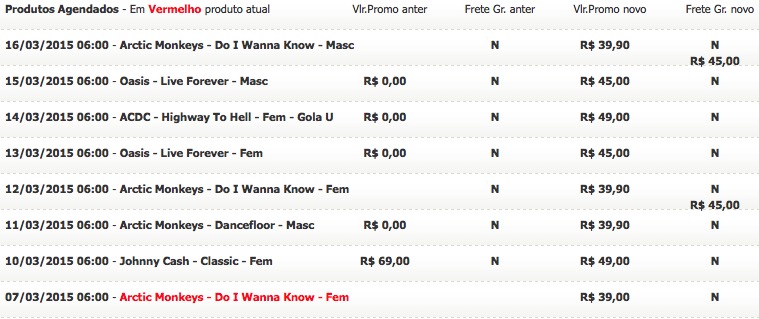 Produtos Agendados - Em Vermelho produto atual Vlr.Promo anter Frete Gr. anter Vlr.Promo novo Frete Gr. novo
16/03/2015 06:00 - Arctic Monkeys - Do I Wanna Know - Masc N R$ 39,90 N
R$ 45,00
15/03/2015 06:00 - Oasis - Live Forever - Masc R$ 0,00 N R$ 45,00 N
14/03/2015 06:00 - ACDC - Highway To Hell - Fem - Gola U R$ 0,00 N R$ 49,00 N
13/03/2015 06:00 - Oasis - Live Forever - Fem R$ 0,00 N R$ 45,00 N
12/03/2015 06:00 - Arctic Monkeys - Do I Wanna Know - Fem N R$ 39,90 N
R$ 45,00
11/03/2015 06:00 - Arctic Monkeys - Dancefloor - Masc R$ 0,00 N R$ 39,90 N
10/03/2015 06:00 - Johnny Cash - Classic - Fem R$ 69,00 N R$ 49,00 N
07/03/2015 06:00 - Arctic Monkeys - Do I Wanna Know - Fem R$ 39,00 N